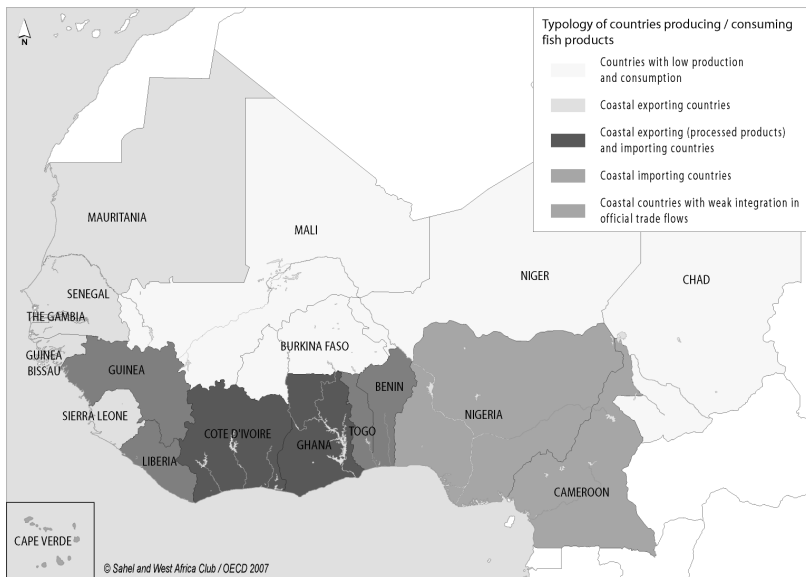 N
Typology of countries producing / consuming
fish products
Countries with low production
and consumption
Coastal exporting countries
Coastal exporting (processed products)
and importing countries
Coastal importing countries
Coastal countries with weak integration in
official trade flows
MAURITANIA
MALI
NIGER
CHAD
SENEGAL
THE GAMBIA
GUINEA
BISSAU
GUINEA
BURKINA FASO
BENIN
SIERRA LEONE
COTE D'IVOIRE
GHANA
TOGO
NIGERIA
LIBERIA
CAMEROON
CAPE VERDE
© Sahel and West Africa Club / OECD 2007